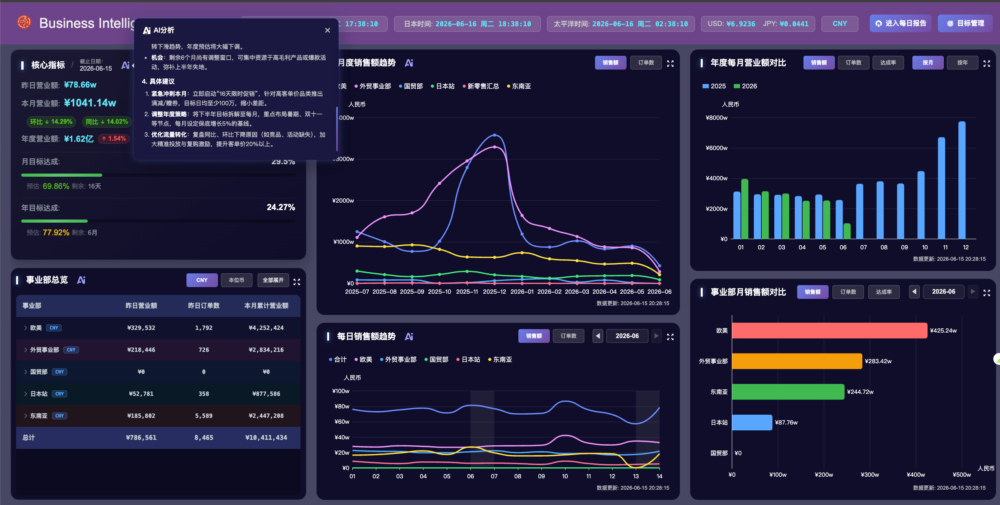 Business Intellig
17:38:10
日本时间: 2026-06-16 周二 18:38:10
太平洋时间: 2026-06-16 周二 02:38:10
USD: ¥6.9236 JPY: ¥0.0441
CNY
进入每日报告
目标管理
AI分析
转下滑趋势，年度预估将大幅下调。
• 机会：剩余6个月尚有调整窗口，可集中资源于高毛利产品或爆款活
动，弥补上半年失地。
4. 具体建议
1. 紧急冲刺本月：立即启动“16天限时促销”，针对高客单价品类推出
满减/赠券，目标日均至少100万，缩小差距。
2. 调整年度策略：将下半年目标拆解至每月，重点布局暑期、双十一
等节点，每月设定保底增长5%的基线。
3. 优化流量转化：复盘同比、环比下降原因（如竞品、活动缺失），加
大精准投放与复购激励，提升客单价20%以上。
核心指标 / 截止日期:
2026-06-15
Ai
昨日营业额: ¥78.66w
本月营业额: ¥1041.14w
环比 ↓ 14.29% 同比 ↓ 14.02%
年度营业额: ¥1.62亿 ↑ 1.54%
月目标达成: 29.5%
预估: 69.86% 剩余: 16天
年目标达成: 24.27%
预估: 77.92% 剩余: 6月
事业部总览 Ai
CNY 本位币 全部展开
事业部 昨日营业额 昨日订单数 本月累计营业额
欧美 CNY ¥329,532 1,792 ¥4,252,424
外贸事业部 CNY ¥218,446 726 ¥2,834,216
国贸部 CNY ¥0 0 ¥0
日本站 CNY ¥52,781 358 ¥877,586
东南亚 CNY ¥185,802 5,589 ¥2,447,208
总计 ¥786,561 8,465 ¥10,411,434
月度销售额趋势 Ai
销售额 订单数
欧美 外贸事业部 国贸部 日本站 新零售汇总 东南亚
人民币
000w
¥3000w
¥2000w
¥1000w
¥0
2025-07 2025-08 2025-09 2025-10 2025-11 2025-12 2026-01 2026-02 2026-03 2026-04 2026-05 2026-06
数据更新: 2026-06-15 20:28:15
每日销售额趋势 Ai
销售额 订单数 ◀ 2026-06 ▶
合计 欧美 外贸事业部 国贸部 日本站 东南亚
人民币
¥100w
¥80w
¥60w
¥40w
¥20w
¥0
01 02 03 04 05 06 07 08 09 10 11 12 13 14
数据更新: 2026-06-15 20:28:15
年度每月营业额对比
销售额 订单数 达成率 按月 按年
2025 2026
人民币
¥8000w
¥6000w
¥4000w
¥2000w
¥0
01 02 03 04 05 06 07 08 09 10 11 12
数据更新: 2026-06-15 20:28:15
事业部月销售额对比
销售额 订单数 达成率 ◀ 2026-06 ▶
欧美 ¥425.24w
外贸事业部 ¥283.42w
东南亚 ¥244.72w
日本站 ¥87.76w
国贸部 ¥0
人民币
¥0 ¥100w ¥200w ¥300w ¥400w ¥500w
数据更新: 2026-06-15 20:28:15